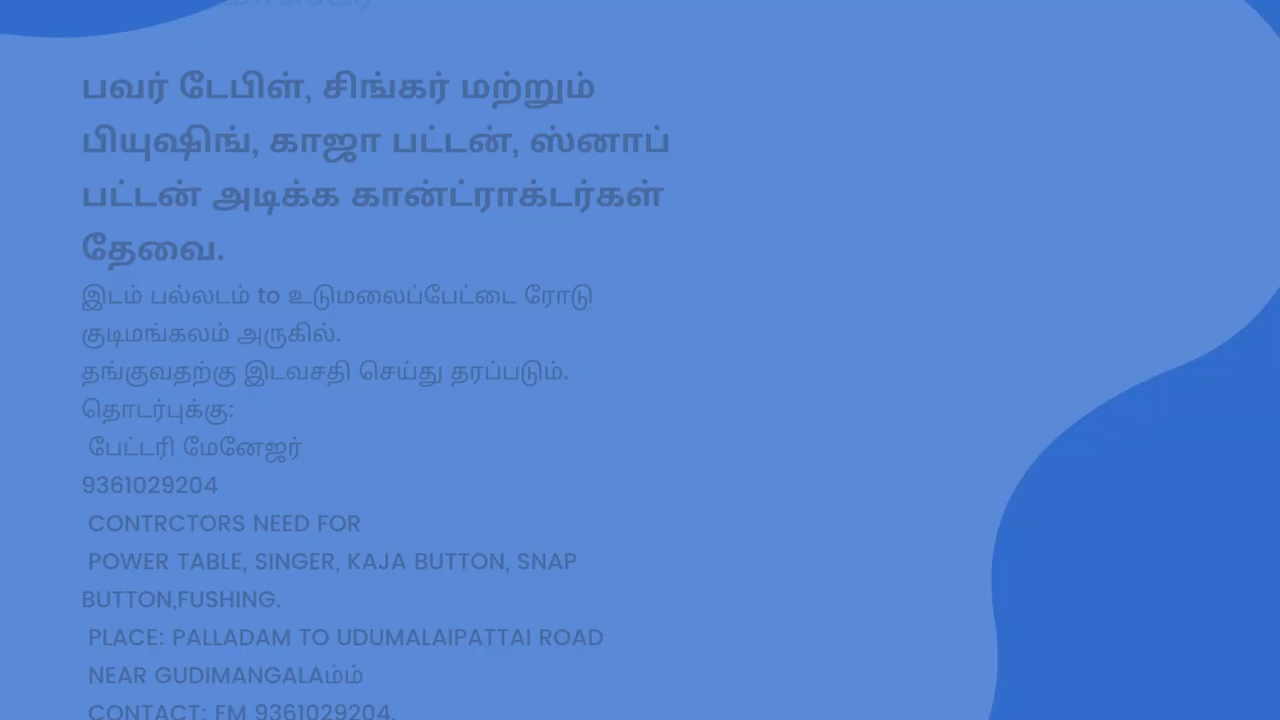 பவர் டேபிள், சிங்கர் மற்றும்
பியுஷிங், காஜா பட்டன், ஸ்னாப்
பட்டன் அடிக்க கான்ட்ராக்டர்கள்
தேவை.
இடம் பல்லடம் to உடுமலைப்பேட்டை ரோடு
குடிமங்கலம் அருகில்.
தங்குவதற்கு இடவசதி செய்து தரப்படும்.
தொடர்புக்கு:
பேட்டரி மேனேஜர்
9361029204
CONTRCTORS NEED FOR
POWER TABLE, SINGER, KAJA BUTTON, SNAP
BUTTON,FUSHING.
PLACE: PALLADAM TO UDUMALAIPATTAI ROAD
NEAR GUDIMANGALAம்ம்
CONTACT: FM 9361029204.